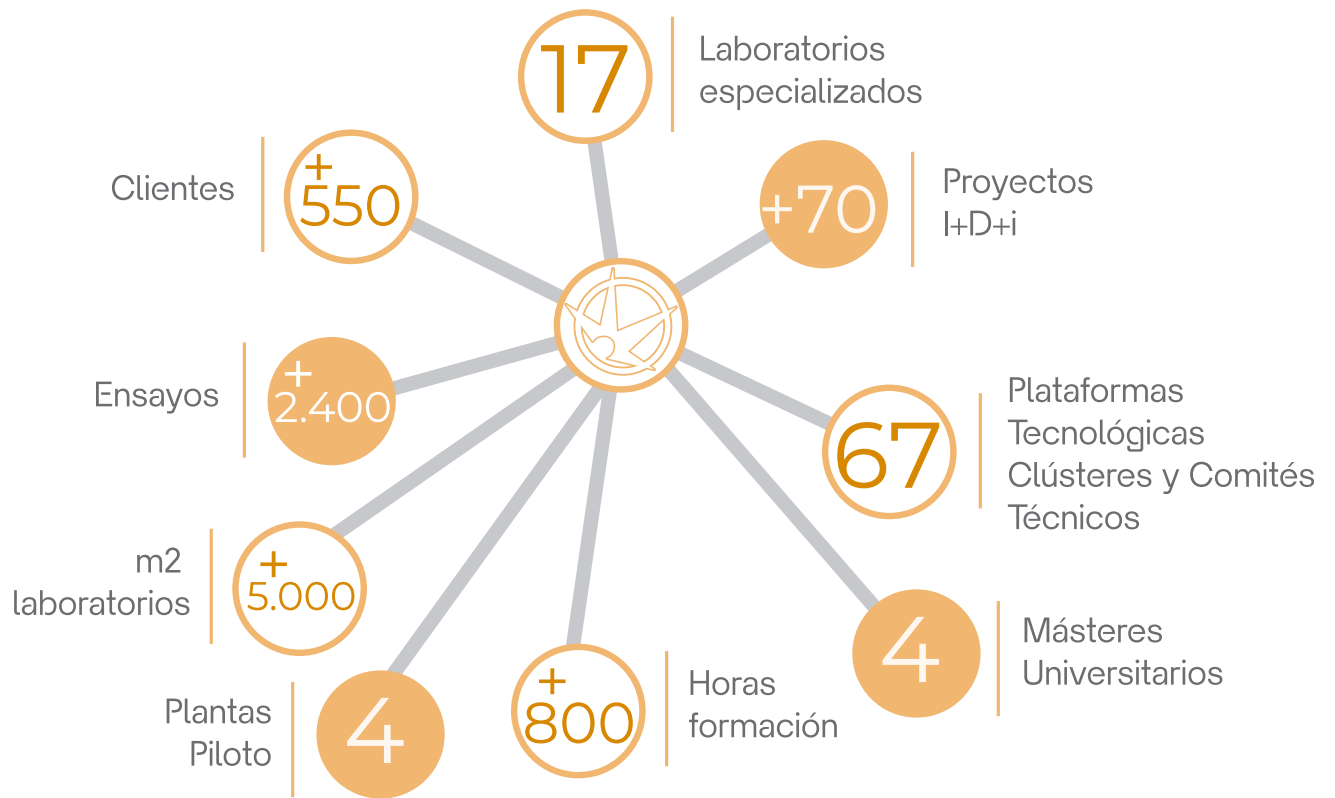 17
Laboratorios
especializados
+70
Proyectos
I+D+i
67
Plataformas
Tecnológicas
Clústeres y Comités
Técnicos
4
Másteres
Universitarios
+
800
Horas
formación
4
Plantas
Piloto
+
5.000
m2
laboratorios
+
2.400
Ensayos
+
550
Clientes